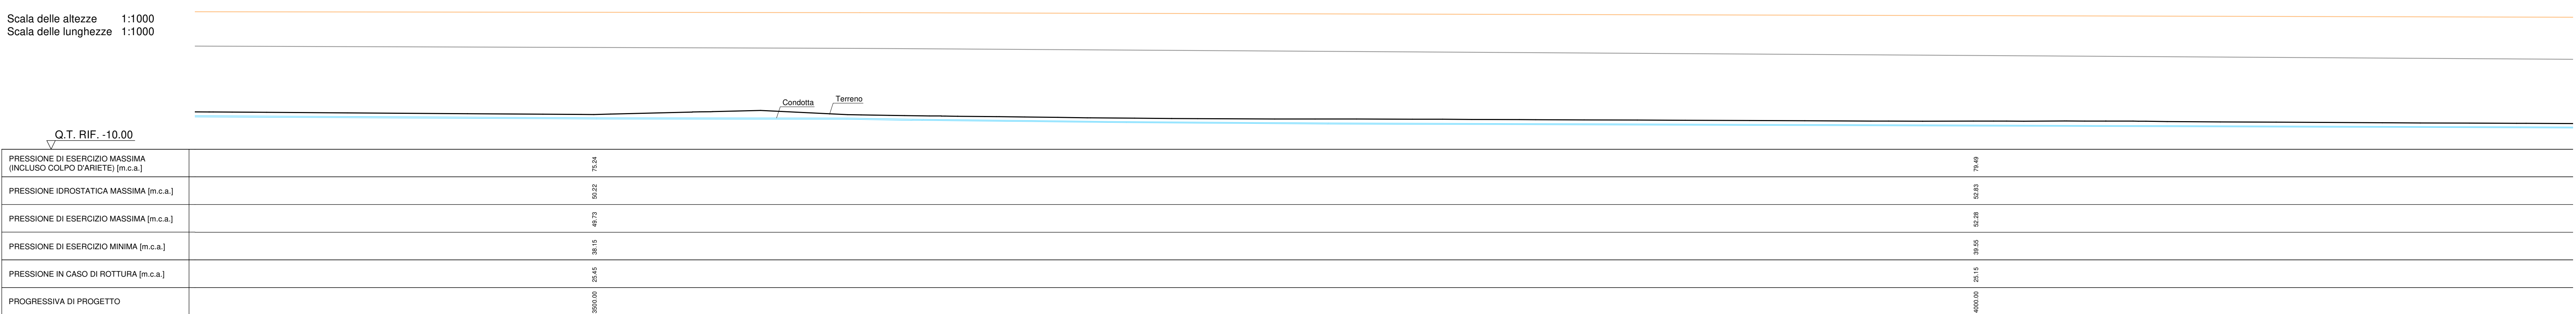 Scala delle altezze 1:1000
Scala delle lunghezze 1:1000
Condotta
Terreno
Q.T. RIF. -10.00
PRESSIONE DI ESERCIZIO MASSIMA
(INCLUSO COLPO D'ARIETE) [m.c.a.]
75.24
79.49
PRESSIONE IDROSTATICA MASSIMA [m.c.a.]
50.22
52.83
PRESSIONE DI ESERCIZIO MASSIMA [m.c.a.]
49.73
52.28
PRESSIONE DI ESERCIZIO MINIMA [m.c.a.]
38.15
39.55
PRESSIONE IN CASO DI ROTTURA [m.c.a.]
25.45
25.15
PROGRESSIVA DI PROGETTO
3500.00
4000.00